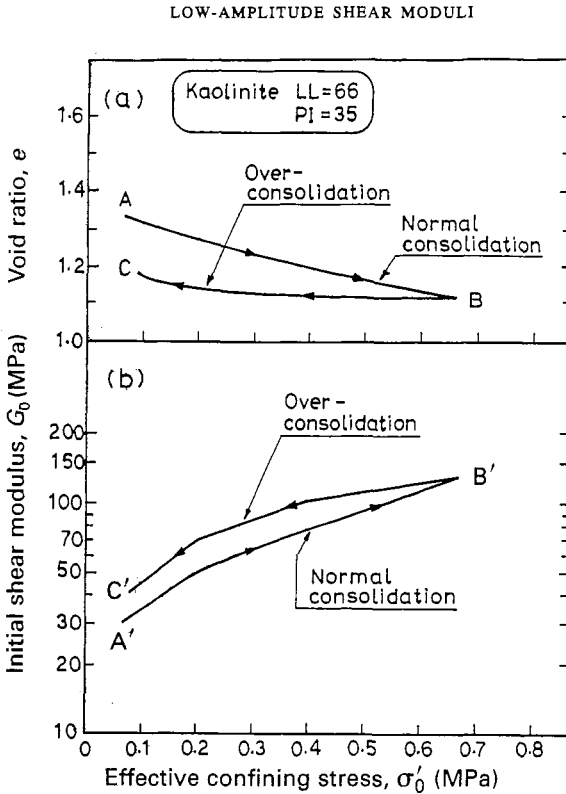 LOW-AMPLITUDE SHEAR MODULI
(a)
Kaolinite LL=66
PI=35
Void ratio, e
1.6
1.4
1.2
1.0
Over-
consolidation
A
Normal
consolidation
C
B
(b)
Initial shear modulus, G₀ (MPa)
200
150
100
70
50
30
20
10
Over-
consolidation
B′
C′
A′
Normal
consolidation
0 0.1 0.2 0.3 0.4 0.5 0.6 0.7 0.8
Effective confining stress, σ′₀ (MPa)